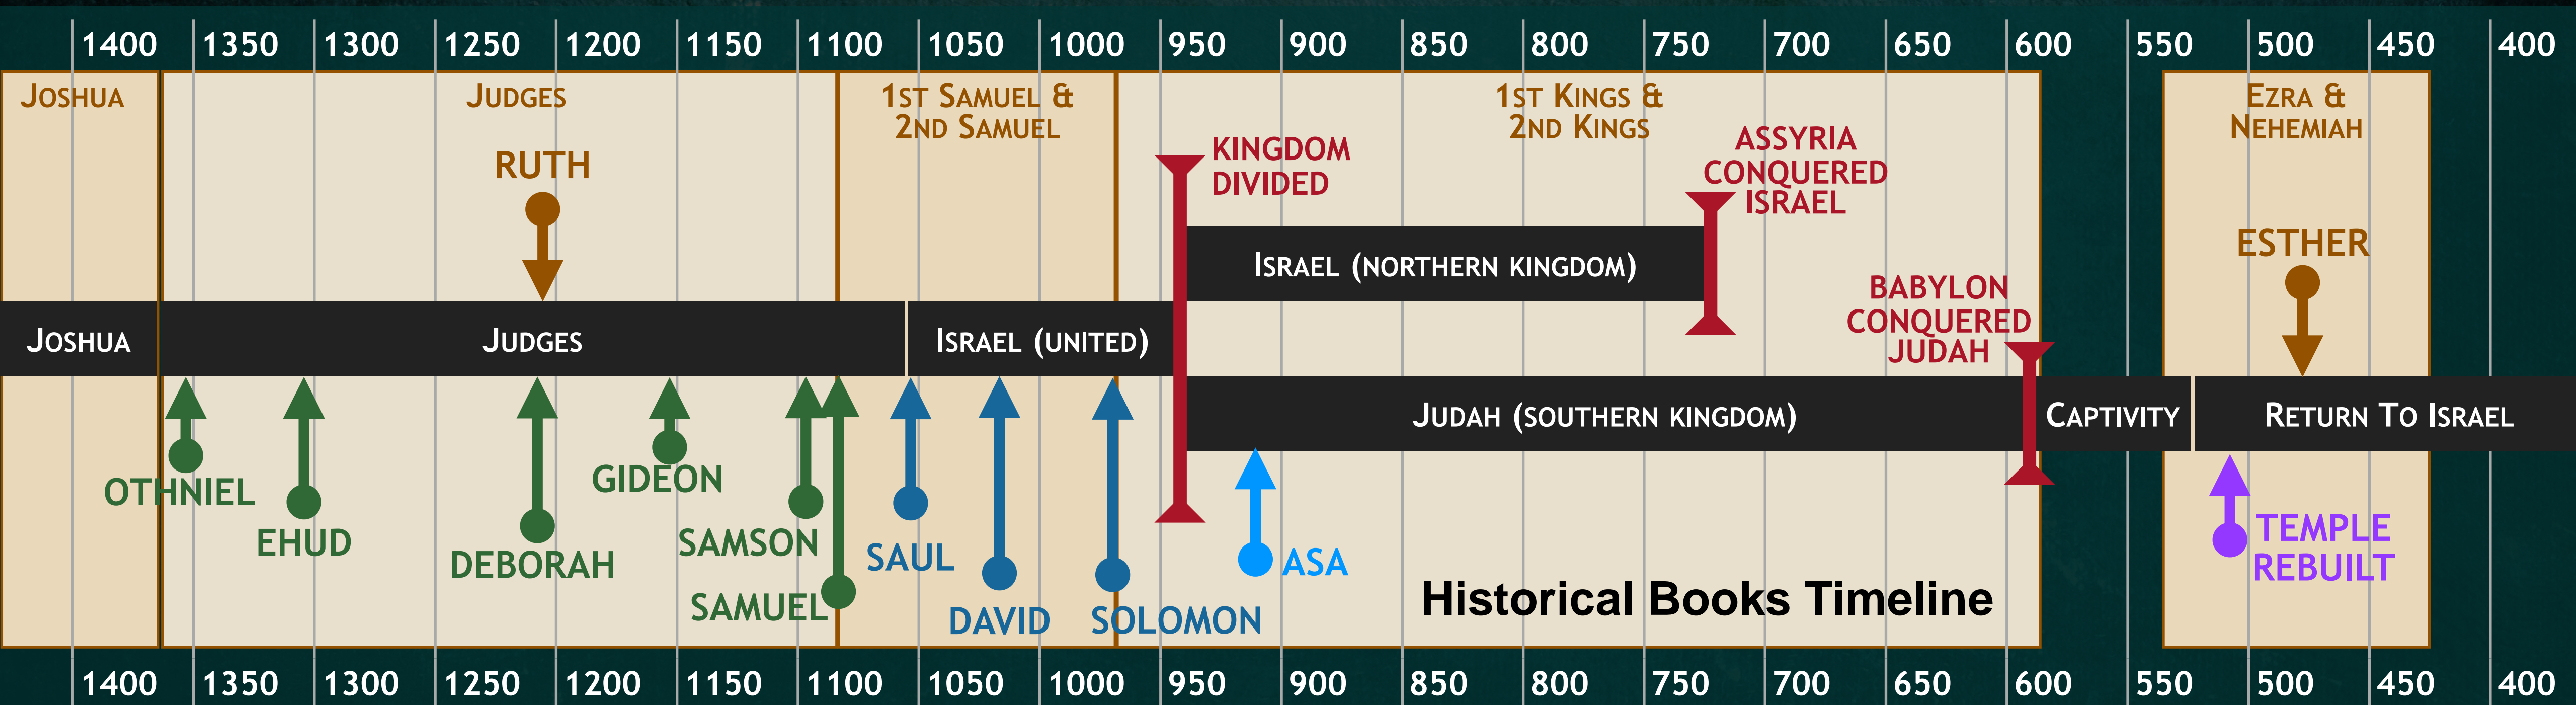 1400 1350 1300 1250 1200 1150 1100 1050 1000 950 900 850 800 750 700 650 600 550 500 450 400
JOSHUA
JUDGES
1ST SAMUEL &
2ND SAMUEL
1ST KINGS &
2ND KINGS
EZRA &
NEHEMIAH
RUTH
KINGDOM
DIVIDED
ASSYRIA
CONQUERED
ISRAEL
ESTHER
ISRAEL (NORTHERN KINGDOM)
BABYLON
CONQUERED
JUDAH
JOSHUA
JUDGES
ISRAEL (UNITED)
JUDAH (SOUTHERN KINGDOM)
CAPTIVITY
RETURN TO ISRAEL
OTHNIEL
EHUD
DEBORAH
GIDEON
SAMSON
SAMUEL
SAUL
DAVID
SOLOMON
ASA
TEMPLE
REBUILT
Historical Books Timeline
1400 1350 1300 1250 1200 1150 1100 1050 1000 950 900 850 800 750 700 650 600 550 500 450 400